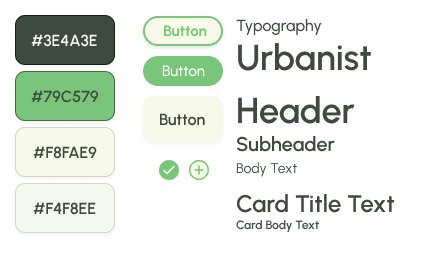 #3E4A3E
#79C579
#F8FAE9
#F4F8EE
Button
Button
Button
Typography
Urbanist
Header
Subheader
Body Text
Card Title Text
Card Body Text